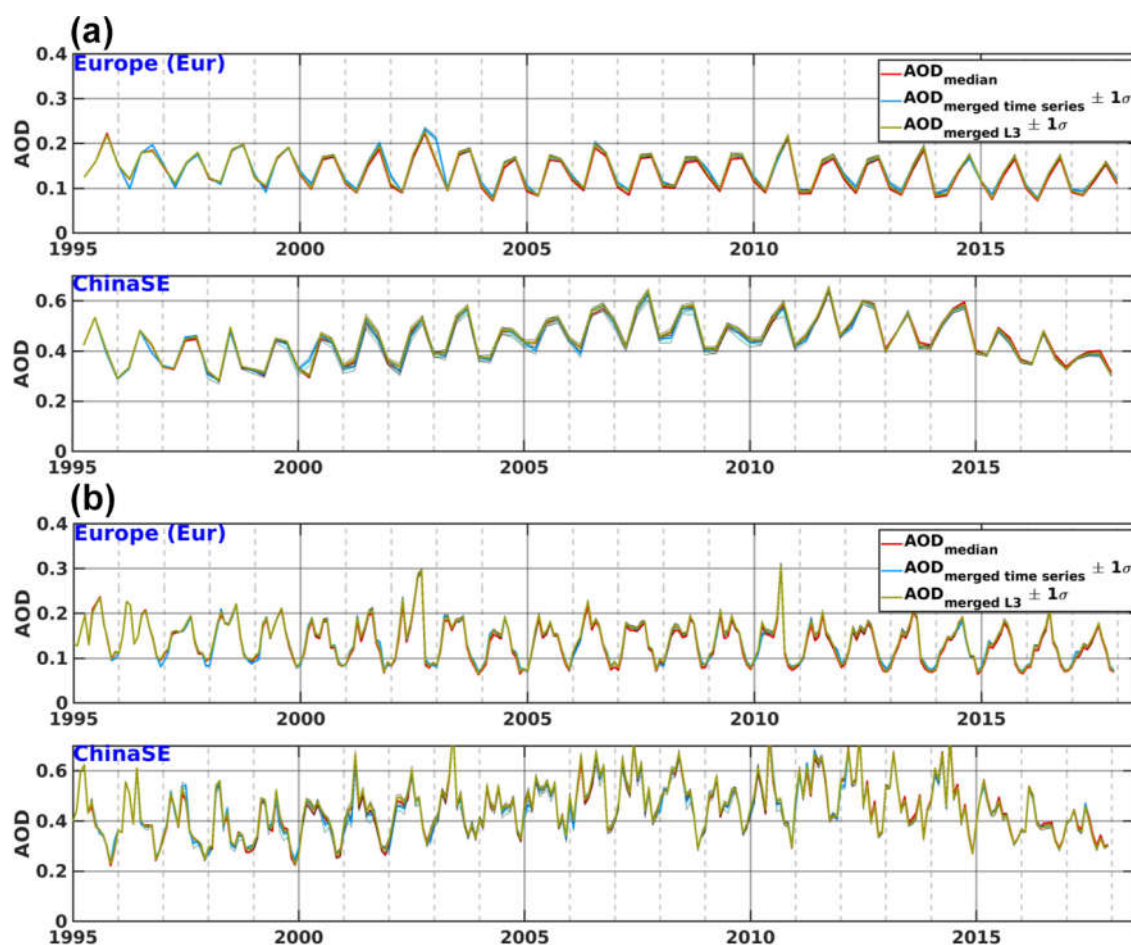 (a)
Europe (Eur)
AOD
0.4
0.3
0.2
0.1
0
AODmedian
AODmerged time series ± 1σ
AODmerged L3 ± 1σ
1995 2000 2005 2010 2015
ChinaSE
AOD
0.6
0.4
0.2
0
1995 2000 2005 2010 2015
(b)
Europe (Eur)
AOD
0.4
0.3
0.2
0.1
0
AODmedian
AODmerged time series ± 1σ
AODmerged L3 ± 1σ
1995 2000 2005 2010 2015
ChinaSE
AOD
0.6
0.4
0.2
0
1995 2000 2005 2010 2015